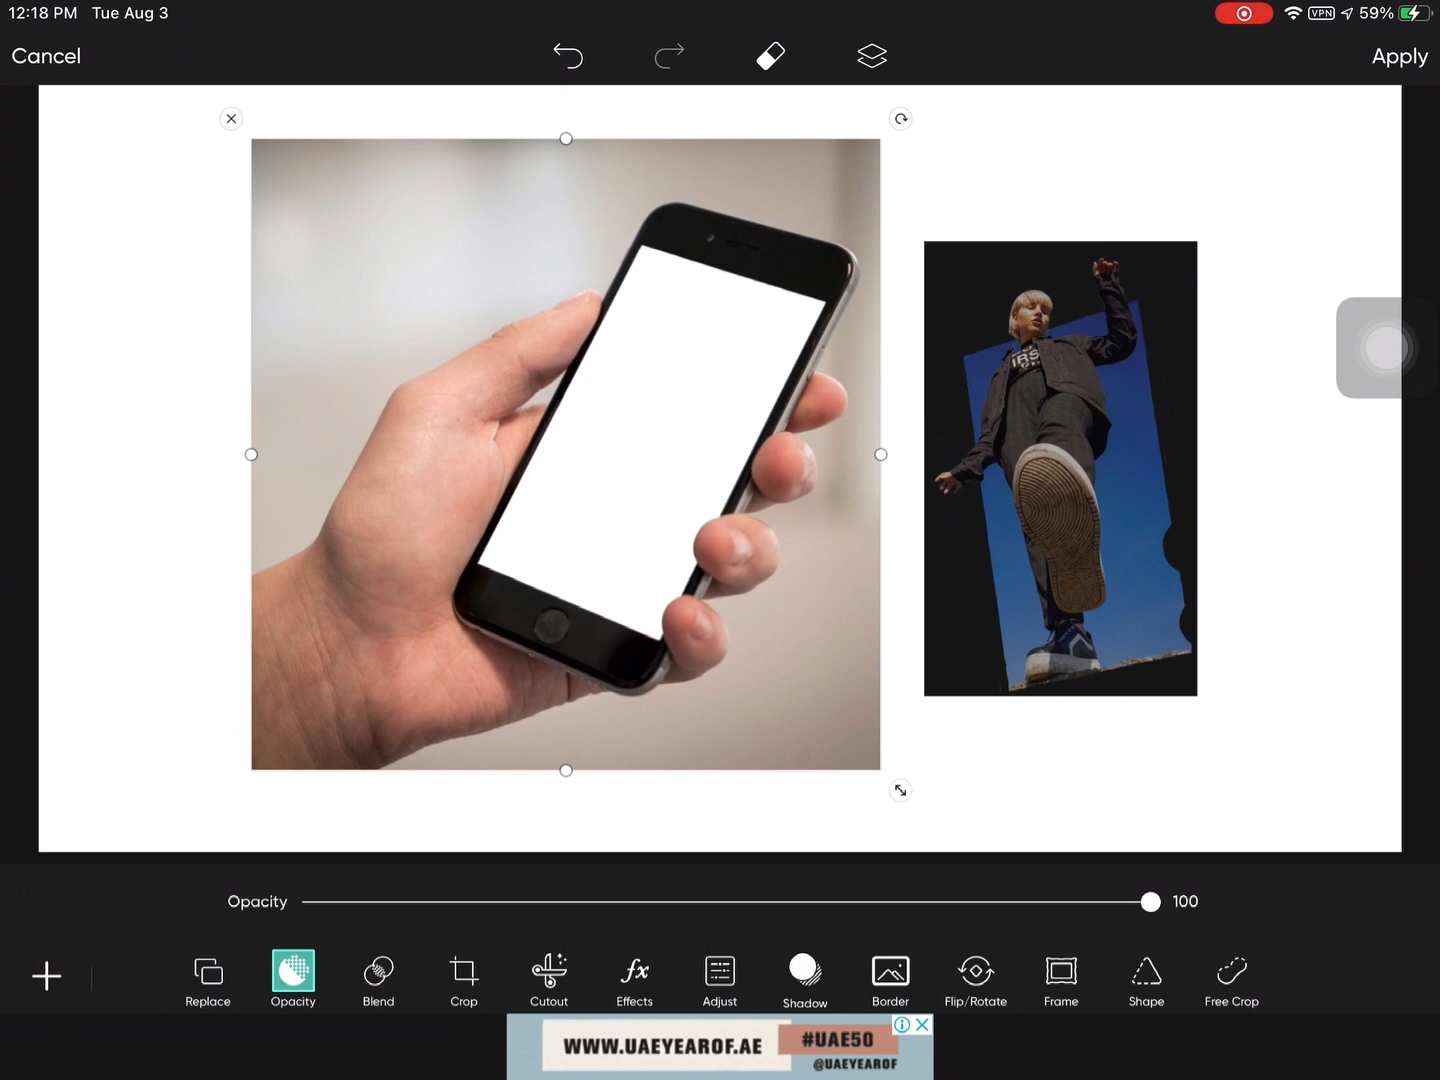 12:18 PM Tue Aug 3
VPN 59%
Cancel
Apply
IRS
Opacity 100
Replace
Opacity
Blend
Crop
Cutout
fx
Effects
Adjust
Shadow
Border
Flip/Rotate
Frame
Shape
Free Crop
WWW.UAEYEAROF.AE
#UAE50
@UAEYEAROF